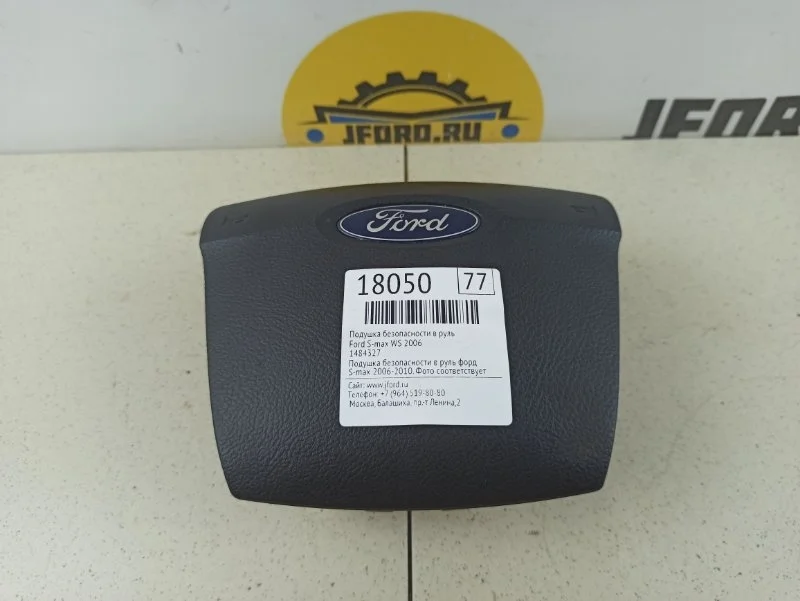 JFORD.RU
JFORD
Ford
18050 77
Подушка безопасности в руль
Ford S-max WS 2006
1484327
Подушка безопасности в руль форд
S-max 2006-2010. Фото соответствует
Сайт: www.jford.ru
Телефон: +7 (964) 519-80-80
Москва, Балашиха, пр-т Ленина,2